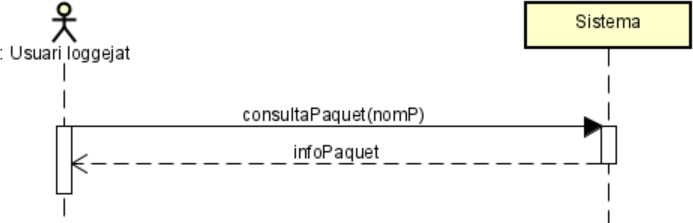 Sistema
: Usuari loggejat
consultaPaquet(nomP)
infoPaquet